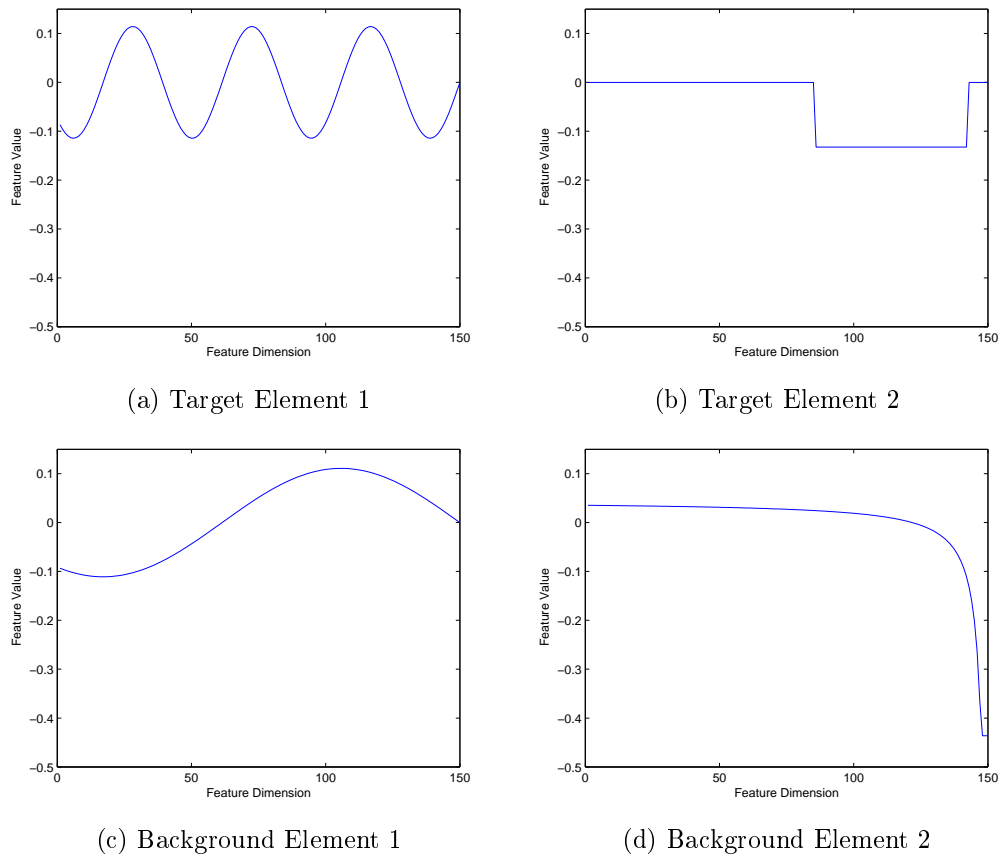 0.1
0
−0.1
−0.2
−0.3
−0.4
−0.5
Feature Value
0 50 100 150
Feature Dimension
(a) Target Element 1
0.1
0
−0.1
−0.2
−0.3
−0.4
−0.5
Feature Value
0 50 100 150
Feature Dimension
(b) Target Element 2
0.1
0
−0.1
−0.2
−0.3
−0.4
−0.5
Feature Value
0 50 100 150
Feature Dimension
(c) Background Element 1
0.1
0
−0.1
−0.2
−0.3
−0.4
−0.5
Feature Value
0 50 100 150
Feature Dimension
(d) Background Element 2